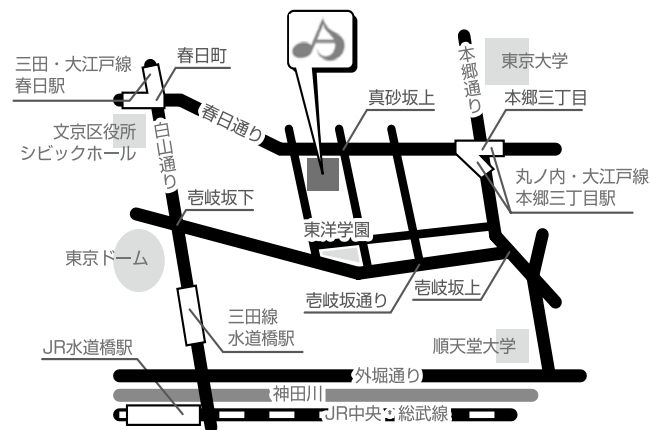 三田・大江戸線
春日駅
春日町
本郷通り
東京大学
真砂坂上
本郷三丁目
春日通り
文京区役所
シビックホール
白山通り
丸ノ内・大江戸線
本郷三丁目駅
壱岐坂下
東洋学園
東京ドーム
壱岐坂通り
壱岐坂上
三田線
水道橋駅
JR水道橋駅
順天堂大学
外堀通り
神田川
JR中央・総武線